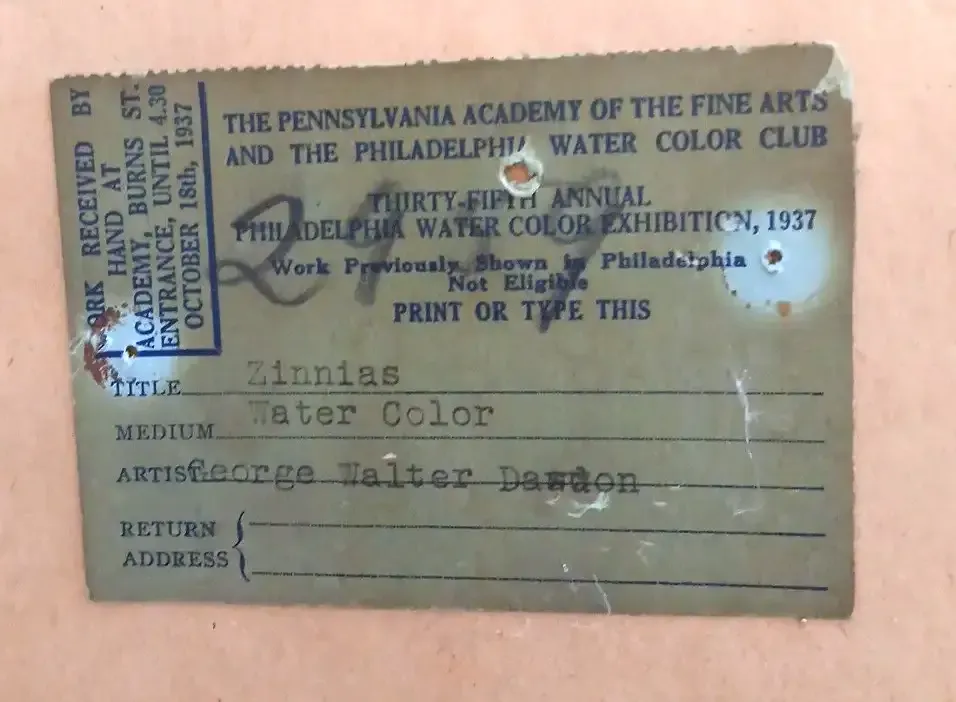 WORK RECEIVED BY
HAND AT
ACADEMY, BURNS ST.
ENTRANCE, UNTIL 4.30
OCTOBER 18th, 1937
THE PENNSYLVANIA ACADEMY OF THE FINE ARTS
AND THE PHILADELPHIA WATER COLOR CLUB
THIRTY-FIFTH ANNUAL
PHILADELPHIA WATER COLOR EXHIBITION, 1937
Work Previously Shown in Philadelphia
Not Eligible
PRINT OR TYPE THIS
TITLE Zinnias
MEDIUM Water Color
ARTIST George Walter
RETURN
ADDRESS